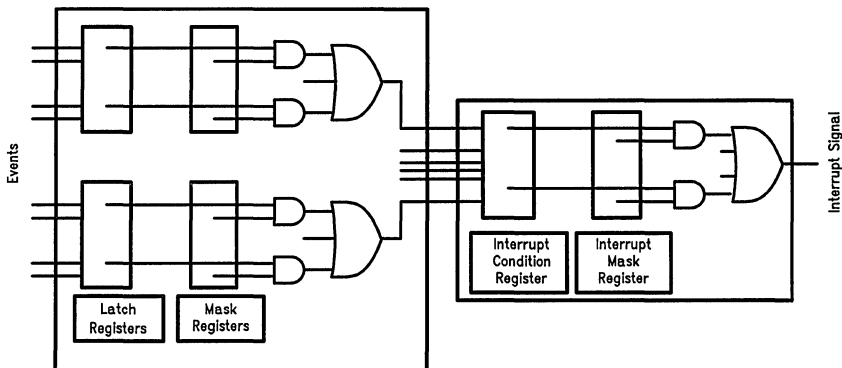 Events
Latch
Registers
Mask
Registers
Interrupt
Condition
Register
Interrupt
Mask
Register
Interrupt Signal